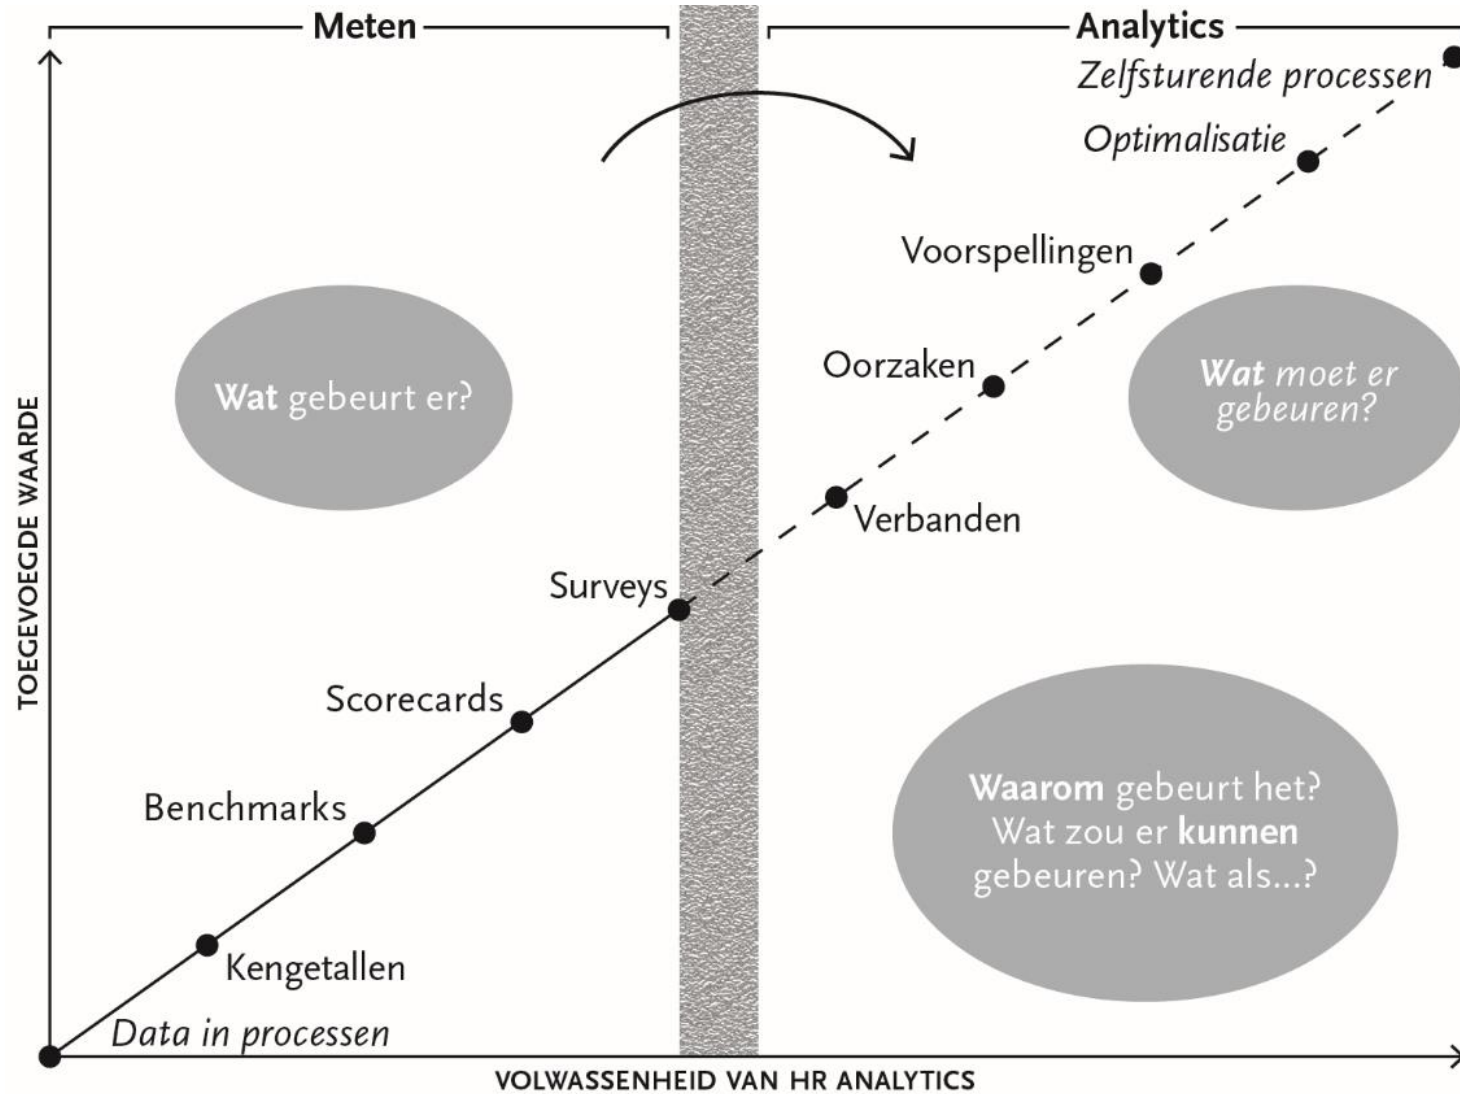 Meten
Analytics
Zelfsturende processen
Optimalisatie
Voorspellingen
Oorzaken
Verbanden
Surveys
Scorecards
Benchmarks
Kengetallen
Data in processen
Wat gebeurt er?
Wat moet er
gebeuren?
Waarom gebeurt het?
Wat zou er kunnen
gebeuren? Wat als...?
TOEGEVOEGDE WAARDE
VOLWASSENHEID VAN HR ANALYTICS